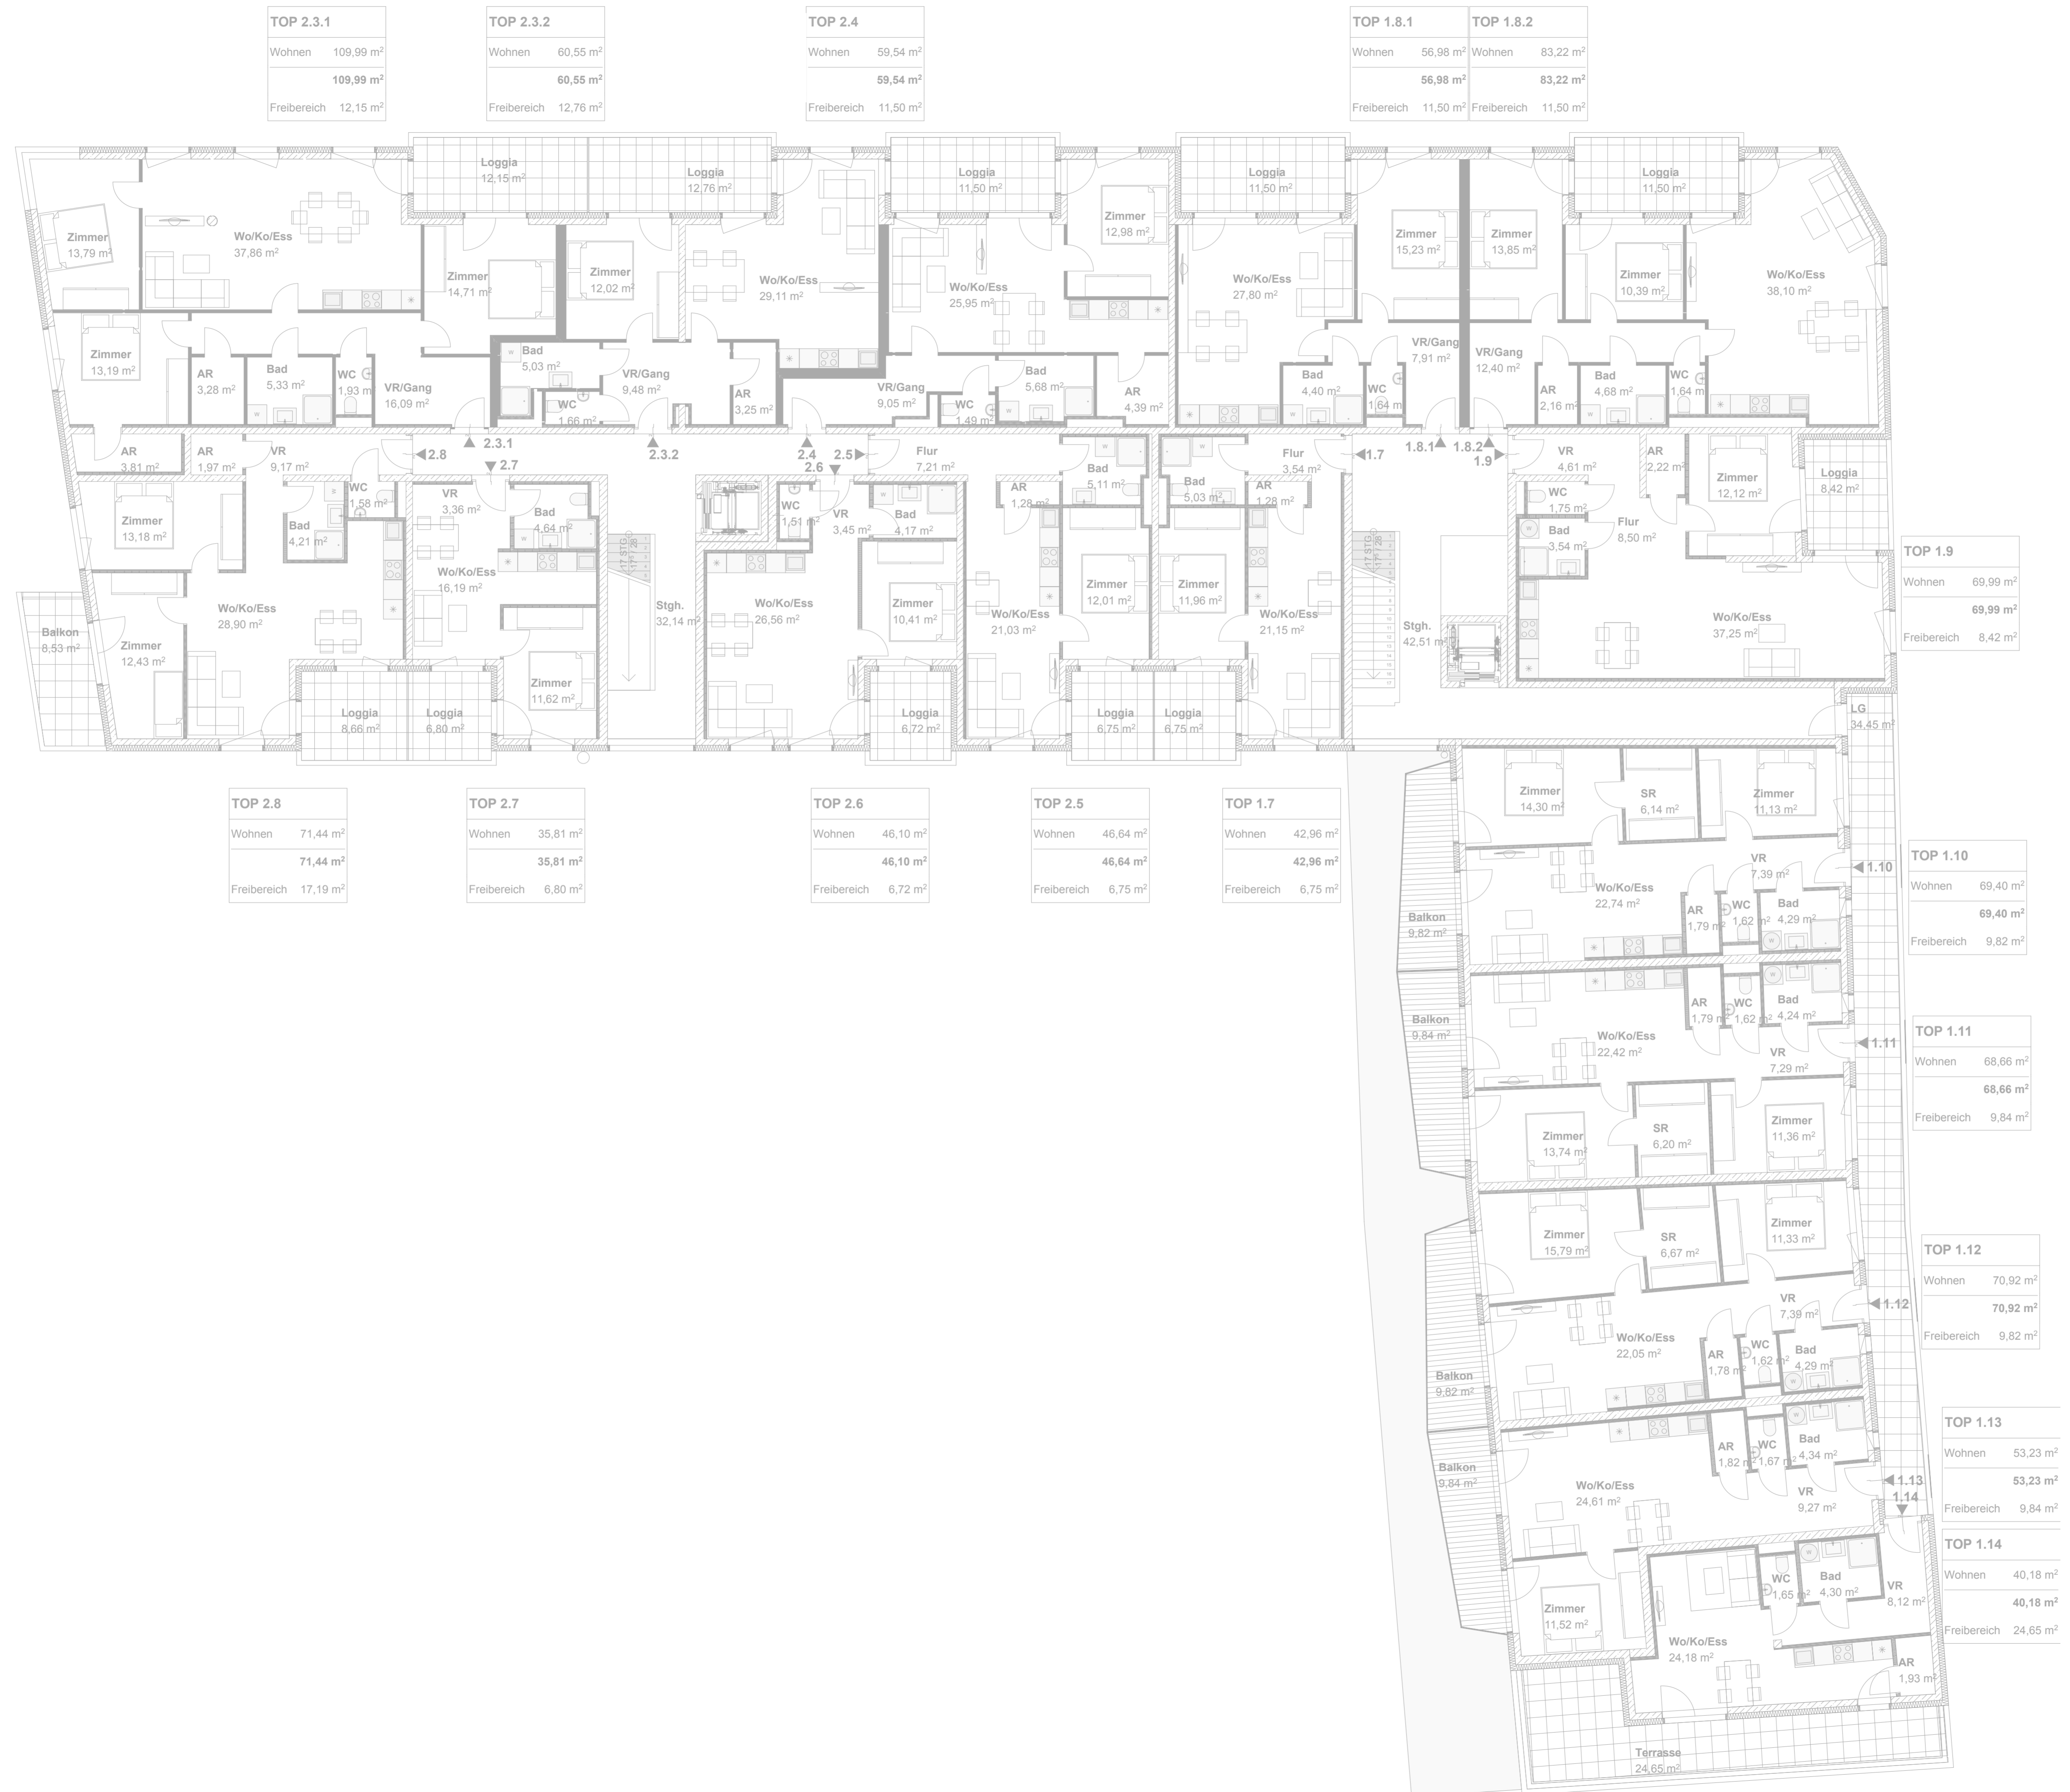 TOP 2.3.1
Wohnen 109,99 m²
109,99 m²
Freibereich 12,15 m²
TOP 2.3.2
Wohnen 60,55 m²
60,55 m²
Freibereich 12,76 m²
TOP 2.4
Wohnen 59,54 m²
59,54 m²
Freibereich 11,50 m²
TOP 1.8.1
Wohnen 56,98 m²
56,98 m²
Freibereich 11,50 m²
TOP 1.8.2
Wohnen 83,22 m²
83,22 m²
Freibereich 11,50 m²
Zimmer
13,79 m²
Wo/Ko/Ess
37,86 m²
Loggia
12,15 m²
Zimmer
14,71 m²
Zimmer
13,19 m²
AR
3,28 m²
Bad
5,33 m²
WC
1,93 m
VR/Gang
16,09 m²
AR
3,81 m²
Loggia
12,76 m²
Zimmer
12,02 m²
Wo/Ko/Ess
29,11 m²
Bad
5,03 m²
WC
1,66 m²
VR/Gang
9,48 m²
AR
3,25 m²
Loggia
11,50 m²
Zimmer
12,98 m²
Wo/Ko/Ess
25,95 m²
VR/Gang
9,05 m²
WC
1,49 m²
Bad
5,68 m²
AR
4,39 m²
Loggia
11,50 m²
Zimmer
15,23 m²
Wo/Ko/Ess
27,80 m²
Bad
4,40 m²
WC
1,64 m
VR/Gang
7,91 m²
Zimmer
13,85 m²
Loggia
11,50 m²
Zimmer
10,39 m²
Wo/Ko/Ess
38,10 m²
VR/Gang
12,40 m²
AR
2,16 m²
Bad
4,68 m²
WC
1,64 m
2.8
2.3.1
2.7
2.3.2
2.4
2.6
2.5
1.7
1.8.1
1.8.2
1.9
AR
1,97 m²
VR
9,17 m²
WC
1,58 m²
Bad
4,21 m²
Zimmer
13,18 m²
Wo/Ko/Ess
28,90 m²
Zimmer
12,43 m²
Balkon
8,53 m²
Loggia
8,66 m²
VR
3,36 m²
Bad
4,64 m²
Wo/Ko/Ess
16,19 m²
Zimmer
11,62 m²
Loggia
6,80 m²
17 STG.
Stgh.
32,14 m²
WC
1,51 m²
VR
3,45 m²
Bad
4,17 m²
Wo/Ko/Ess
26,56 m²
Zimmer
10,41 m²
Loggia
6,72 m²
Flur
7,21 m²
AR
1,28 m²
Bad
5,11 m²
Zimmer
12,01 m²
Wo/Ko/Ess
21,03 m²
Loggia
6,75 m²
Flur
3,54 m²
Bad
5,03 m²
AR
1,28 m²
Zimmer
11,96 m²
Wo/Ko/Ess
21,15 m²
Loggia
6,75 m²
17 STG.
Stgh.
42,51 m²
VR
4,61 m²
AR
2,22 m²
Zimmer
12,12 m²
Loggia
8,42 m²
WC
1,75 m²
Bad
3,54 m²
Flur
8,50 m²
Wo/Ko/Ess
37,25 m²
TOP 1.9
Wohnen 69,99 m²
69,99 m²
Freibereich 8,42 m²
LG
34,45 m²
TOP 2.8
Wohnen 71,44 m²
71,44 m²
Freibereich 17,19 m²
TOP 2.7
Wohnen 35,81 m²
35,81 m²
Freibereich 6,80 m²
TOP 2.6
Wohnen 46,10 m²
46,10 m²
Freibereich 6,72 m²
TOP 2.5
Wohnen 46,64 m²
46,64 m²
Freibereich 6,75 m²
TOP 1.7
Wohnen 42,96 m²
42,96 m²
Freibereich 6,75 m²
Zimmer
14,30 m²
SR
6,14 m²
Zimmer
11,13 m²
VR
7,39 m²
1.10
Wo/Ko/Ess
22,74 m²
AR
1,79 m²
WC
1,62 m²
Bad
4,29 m²
Balkon
9,82 m²
TOP 1.10
Wohnen 69,40 m²
69,40 m²
Freibereich 9,82 m²
Balkon
9,84 m²
Wo/Ko/Ess
22,42 m²
AR
1,79 m²
WC
1,62 m²
Bad
4,24 m²
VR
7,29 m²
1.11
Zimmer
13,74 m²
SR
6,20 m²
Zimmer
11,36 m²
TOP 1.11
Wohnen 68,66 m²
68,66 m²
Freibereich 9,84 m²
Zimmer
15,79 m²
SR
6,67 m²
Zimmer
11,33 m²
VR
7,39 m²
1.12
Wo/Ko/Ess
22,05 m²
AR
1,78 m²
WC
1,62 m²
Bad
4,29 m²
Balkon
9,82 m²
TOP 1.12
Wohnen 70,92 m²
70,92 m²
Freibereich 9,82 m²
Balkon
9,84 m²
Wo/Ko/Ess
24,61 m²
AR
1,82 m²
WC
1,67 m²
Bad
4,34 m²
VR
9,27 m²
1.13
1.14
Zimmer
11,52 m²
TOP 1.13
Wohnen 53,23 m²
53,23 m²
Freibereich 9,84 m²
TOP 1.14
Wohnen 40,18 m²
40,18 m²
Freibereich 24,65 m²
WC
1,65 m²
Bad
4,30 m²
VR
8,12 m²
Wo/Ko/Ess
24,18 m²
AR
1,93 m²
Terrasse
24,65 m²